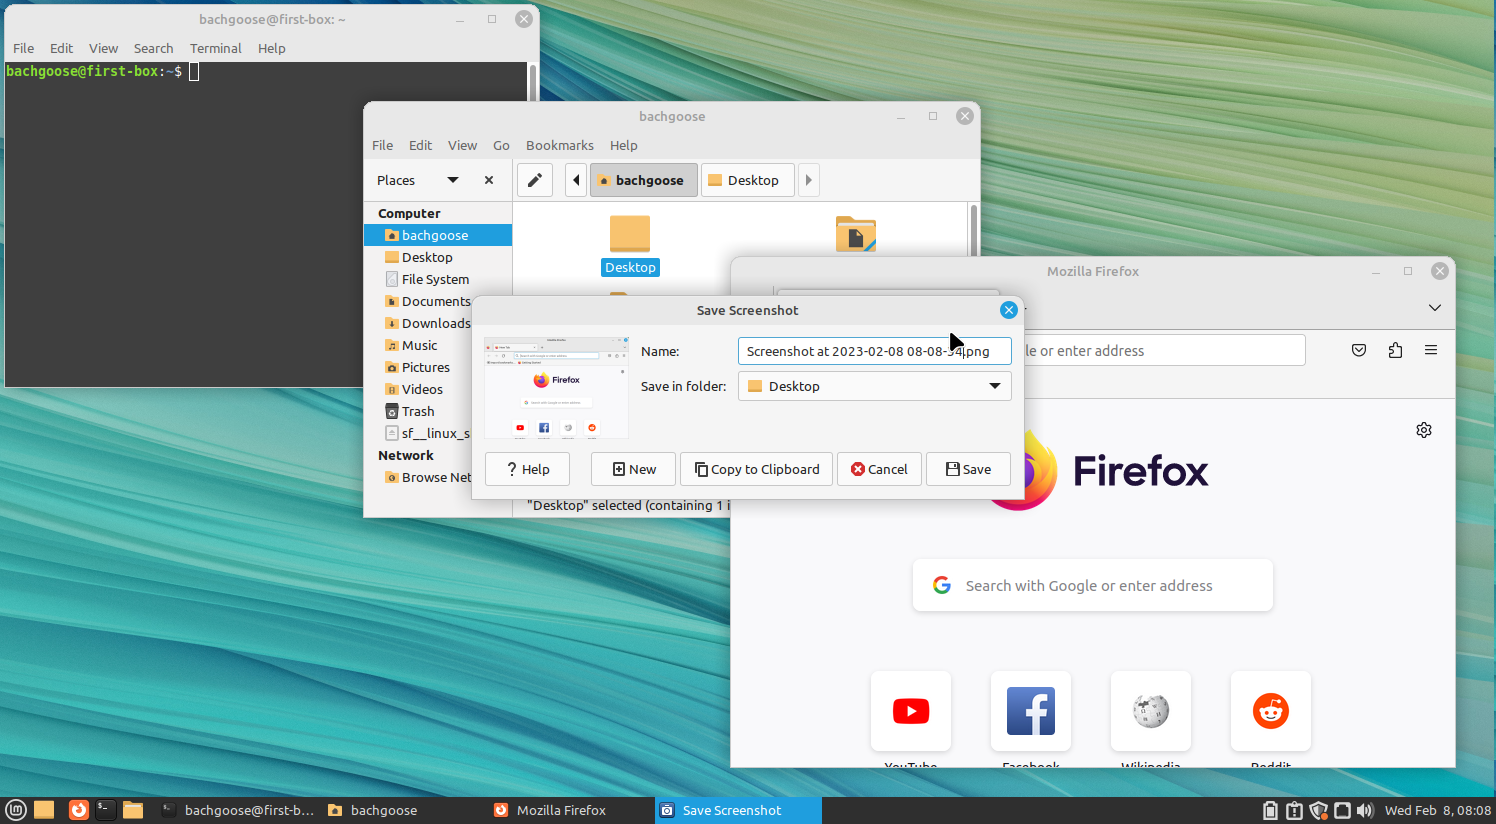 bachgoose@first-box: ~
File Edit View Search Terminal Help
bachgoose@first-box:~$
bachgoose
File Edit View Go Bookmarks Help
Places
bachgoose
Desktop
Computer
bachgoose
Desktop
File System
Documents
Downloads
Music
Pictures
Videos
Trash
sf__linux_s
Network
Browse Net
Desktop
"Desktop" selected (containing 1 i
Mozilla Firefox
le or enter address
Firefox
Search with Google or enter address
YouTube
Facebook
Wikipedia
Reddit
Save Screenshot
Name:
Screenshot at 2023-02-08 08-08-34.png
Save in folder:
Desktop
Help
New
Copy to Clipboard
Cancel
Save
bachgoose@first-b...
bachgoose
Mozilla Firefox
Save Screenshot
Wed Feb 8, 08:08